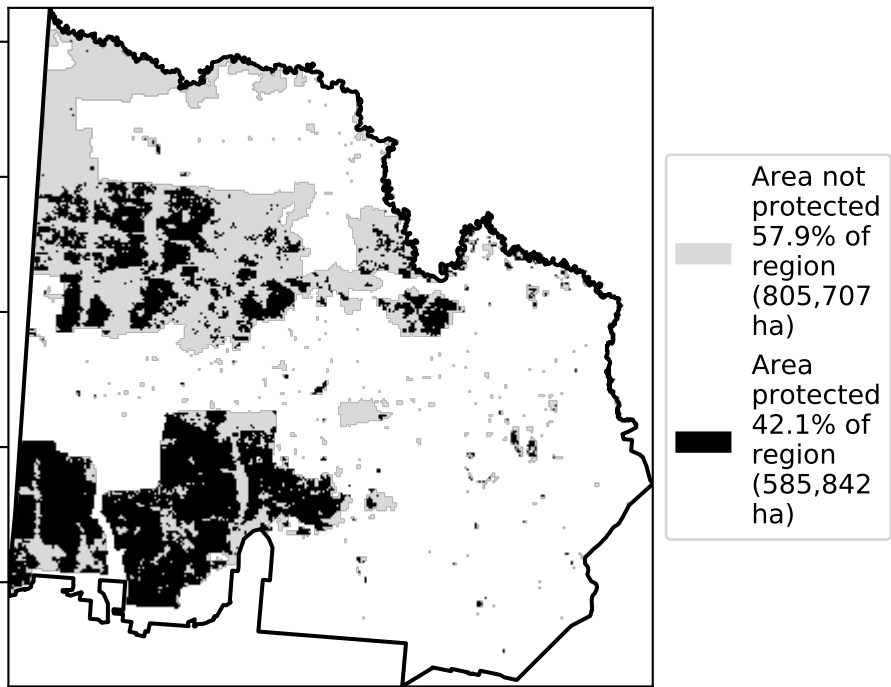 Area not
protected
57.9% of
region
(805,707
ha)
Area
protected
42.1% of
region
(585,842
ha)